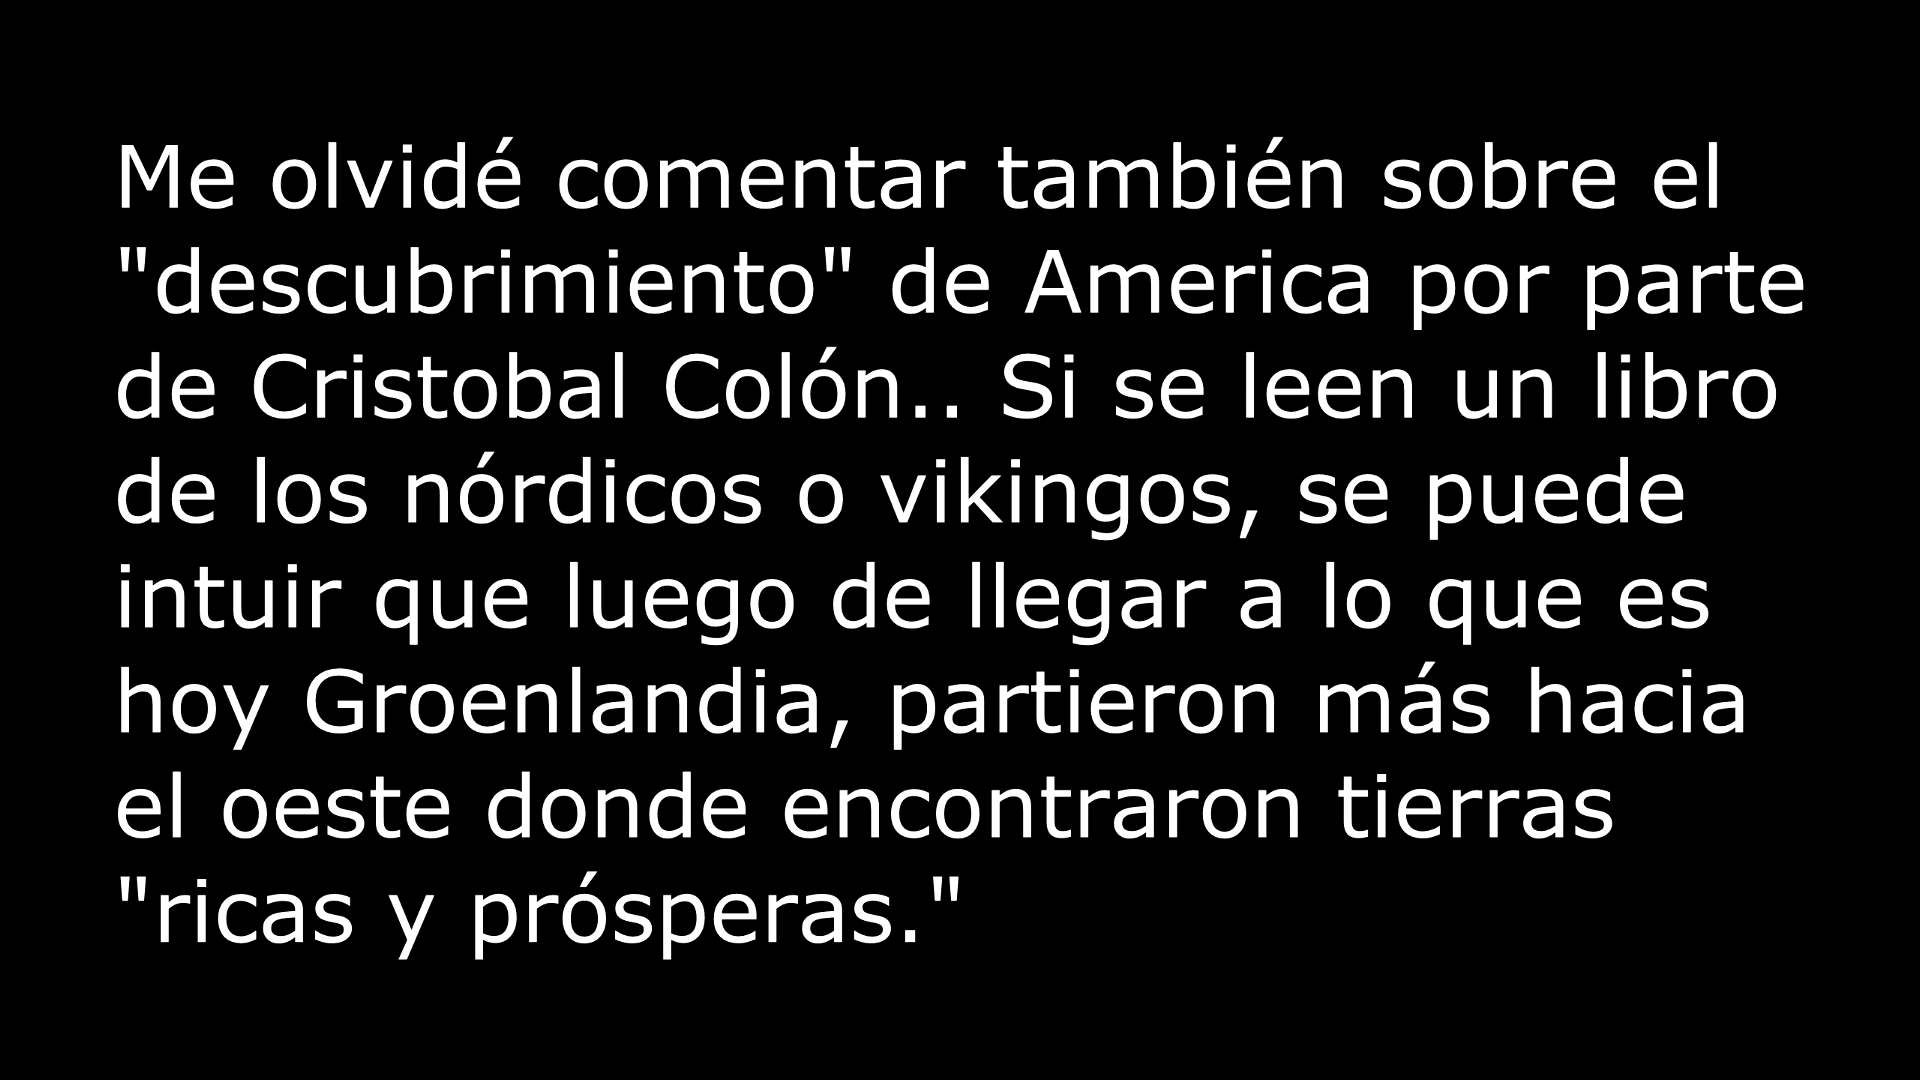 Me olvidé comentar también sobre el
"descubrimiento" de America por parte
de Cristobal Colón.. Si se leen un libro
de los nórdicos o vikingos, se puede
intuir que luego de llegar a lo que es
hoy Groenlandia, partieron más hacia
el oeste donde encontraron tierras
"ricas y prósperas."